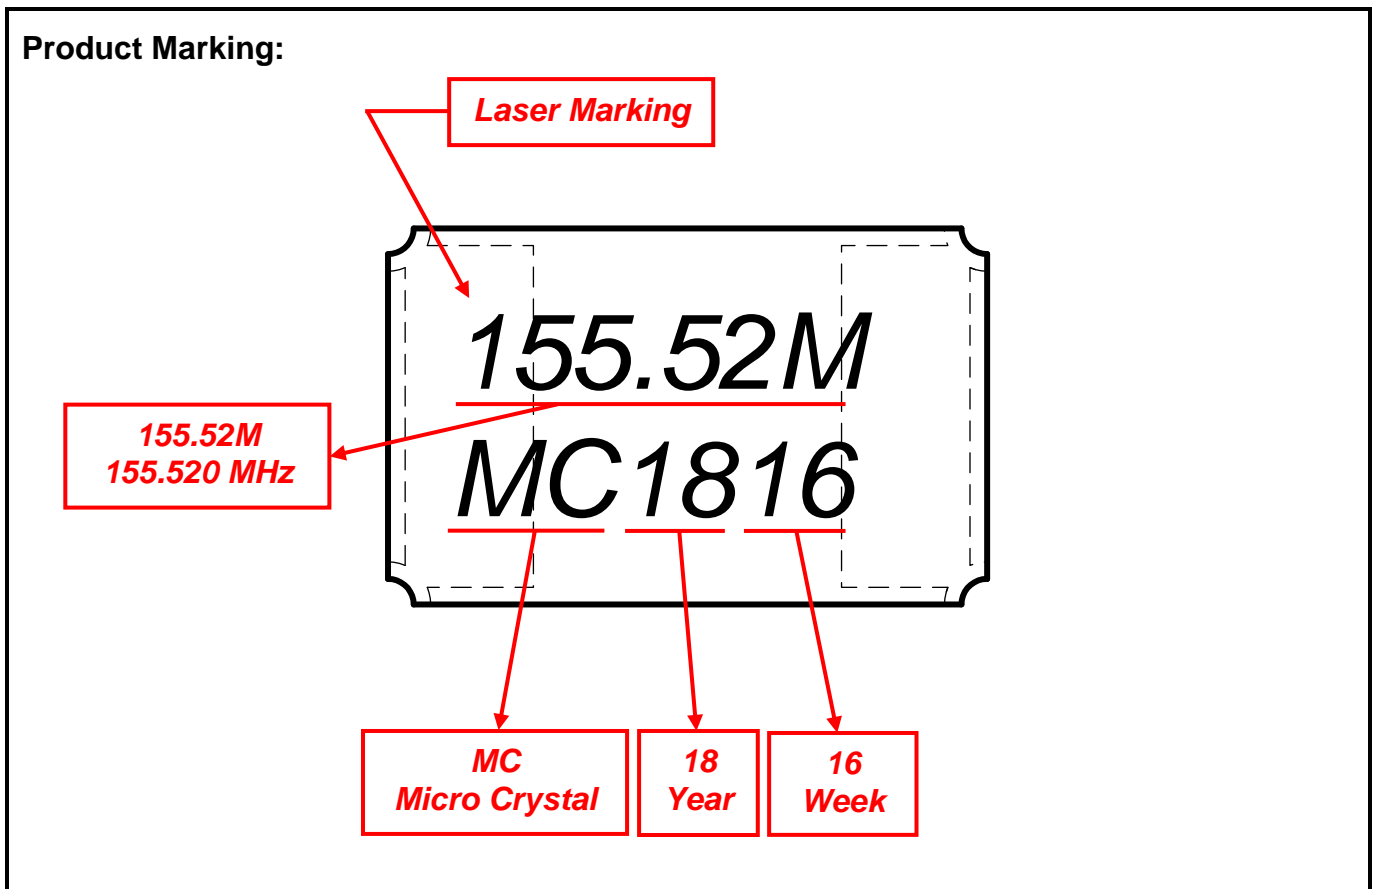 Product Marking:
Laser Marking
155.52M
155.52M
155.520 MHz
MC1816
MC
Micro Crystal
18
Year
16
Week